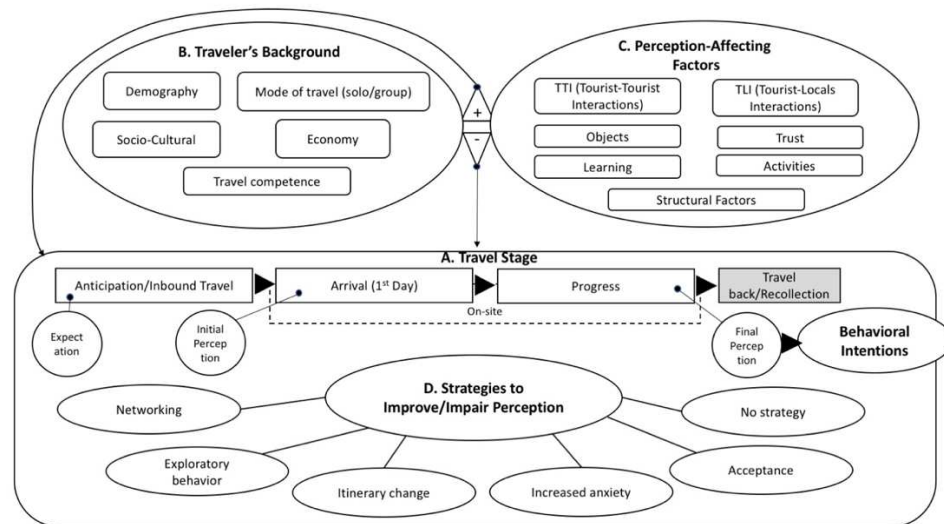 B. Traveler's Background
Demography
Mode of travel (solo/group)
Socio-Cultural
Economy
Travel competence
+
-
C. Perception-Affecting
Factors
TTI (Tourist-Tourist
Interactions)
TLI (Tourist-Locals
Interactions)
Objects
Trust
Learning
Activities
Structural Factors
A. Travel Stage
Anticipation/Inbound Travel
Arrival (1st Day)
Progress
Travel
back/Recollection
On-site
Expect
ation
Initial
Percep
tion
Final
Percep
tion
Behavioral
Intentions
D. Strategies to
Improve/Impair Perception
Networking
No strategy
Exploratory
behavior
Acceptance
Itinerary change
Increased anxiety